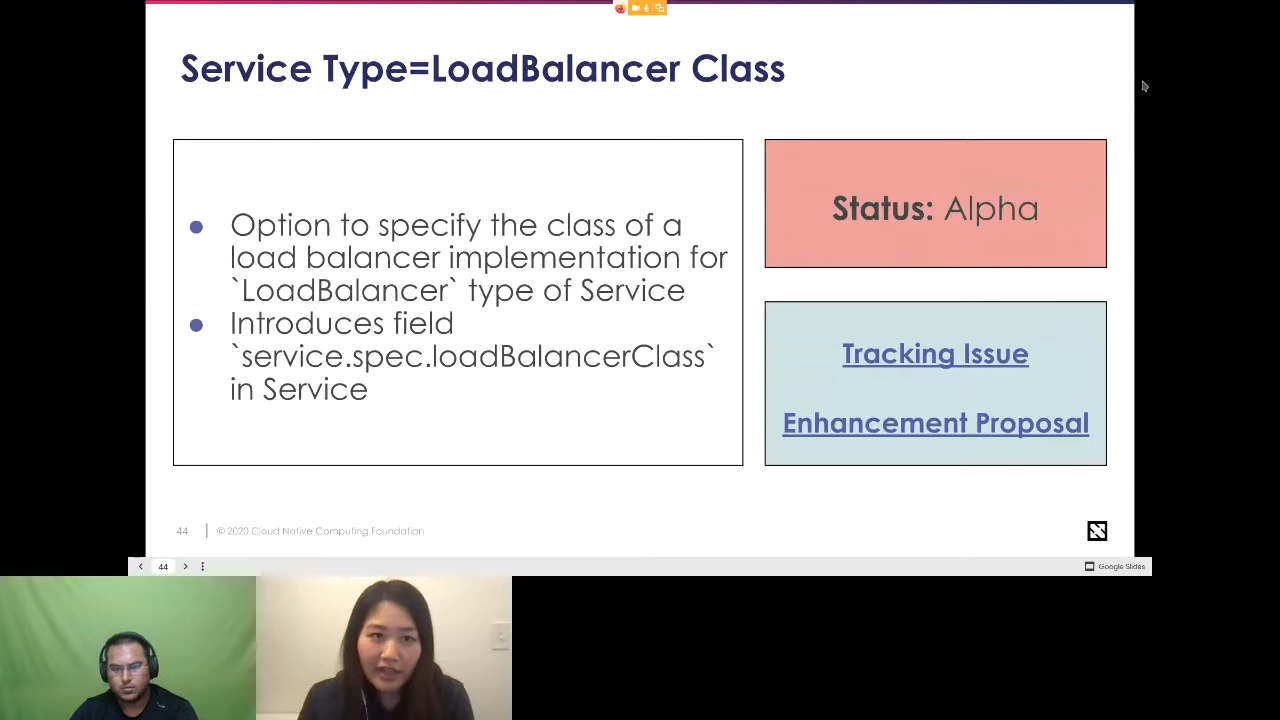 Service Type=LoadBalancer Class
● Option to specify the class of a
load balancer implementation for
`LoadBalancer` type of Service
● Introduces field
`service.spec.loadBalancerClass`
in Service
Status: Alpha
Tracking Issue
Enhancement Proposal
44
© 2020 Cloud Native Computing Foundation
44
Google Slides